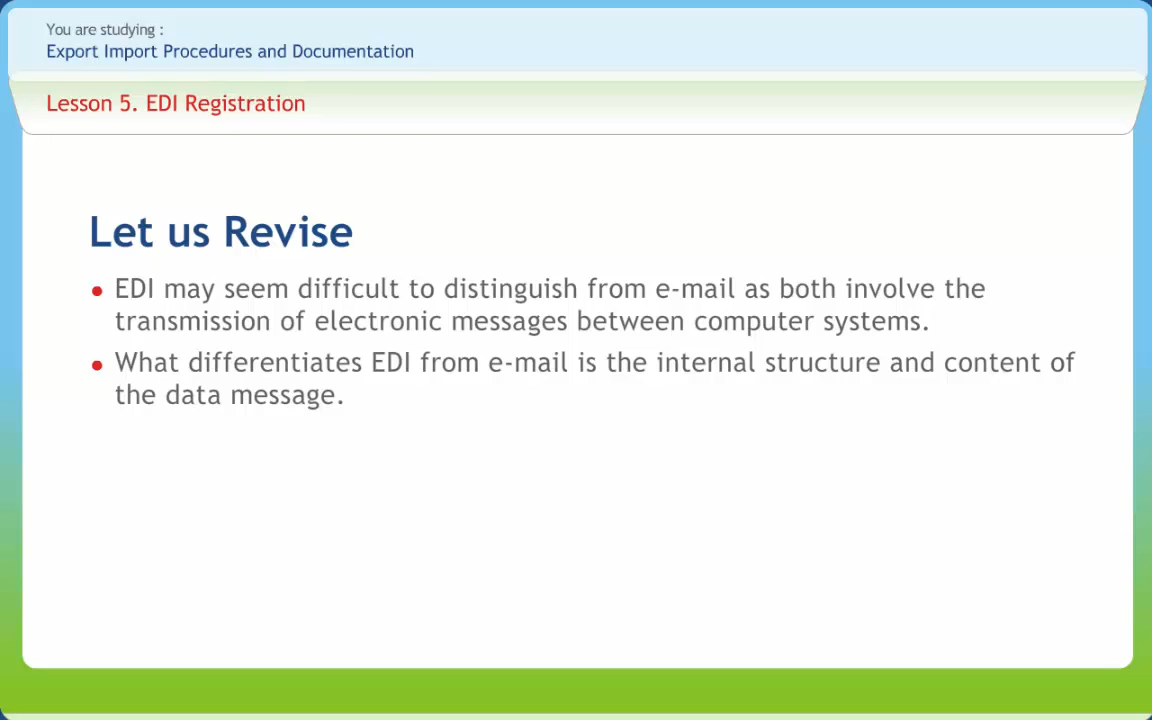 You are studying :
Export Import Procedures and Documentation
Lesson 5. EDI Registration
Let us Revise
• EDI may seem difficult to distinguish from e-mail as both involve the
transmission of electronic messages between computer systems.
• What differentiates EDI from e-mail is the internal structure and content of
the data message.